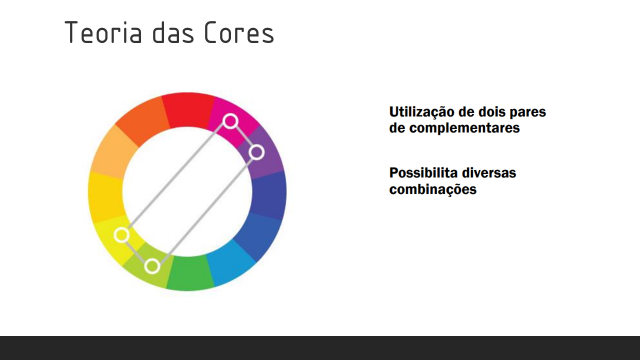 Teoria das Cores
Utilização de dois pares
de complementares
Possibilita diversas
combinações